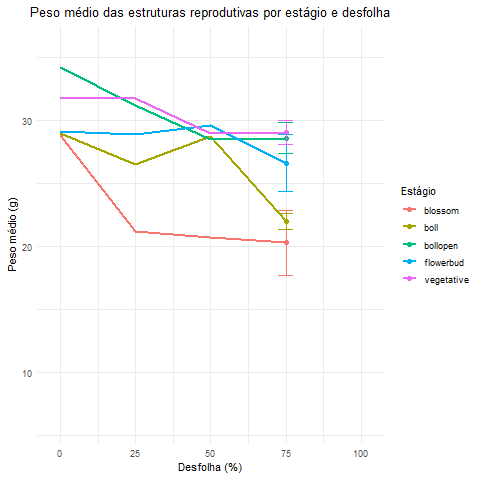 Peso médio das estruturas reprodutivas por estágio e desfolha
Peso médio (g)
30
20
10
0
25
50
75
100
Desfolha (%)
Estágio
blossom
boll
bollopen
flowerbud
vegetative